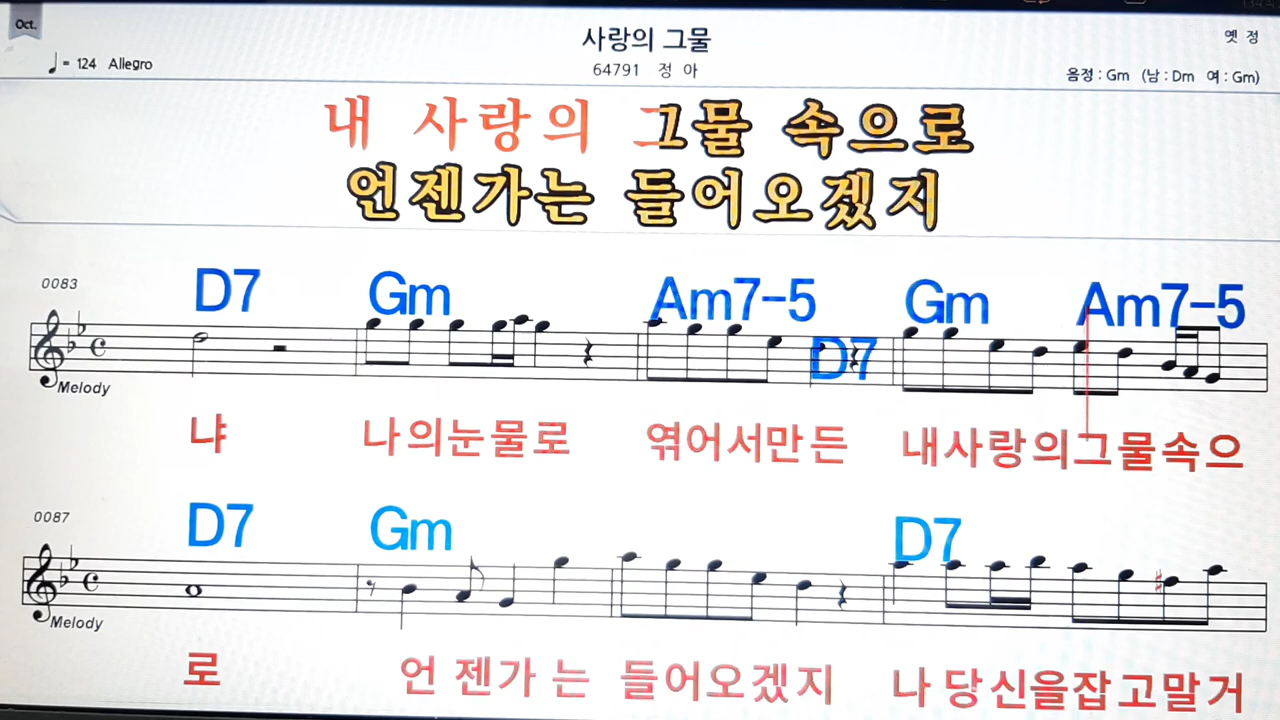 Oct.
사랑의 그물
옛 정
♩= 124 Allegro
64791 정 아
음정 : Gm (남 : Dm 여 : Gm)
내 사랑의 그물 속으로
언젠가는 들어오겠지
0083
D7 Gm Am7-5 D7 Gm Am7-5
Melody
냐 나의눈물로 엮어서만든 내사랑의그물속으
0087
D7 Gm D7
Melody
로 언젠가는 들어오겠지 나당신을잡고말거